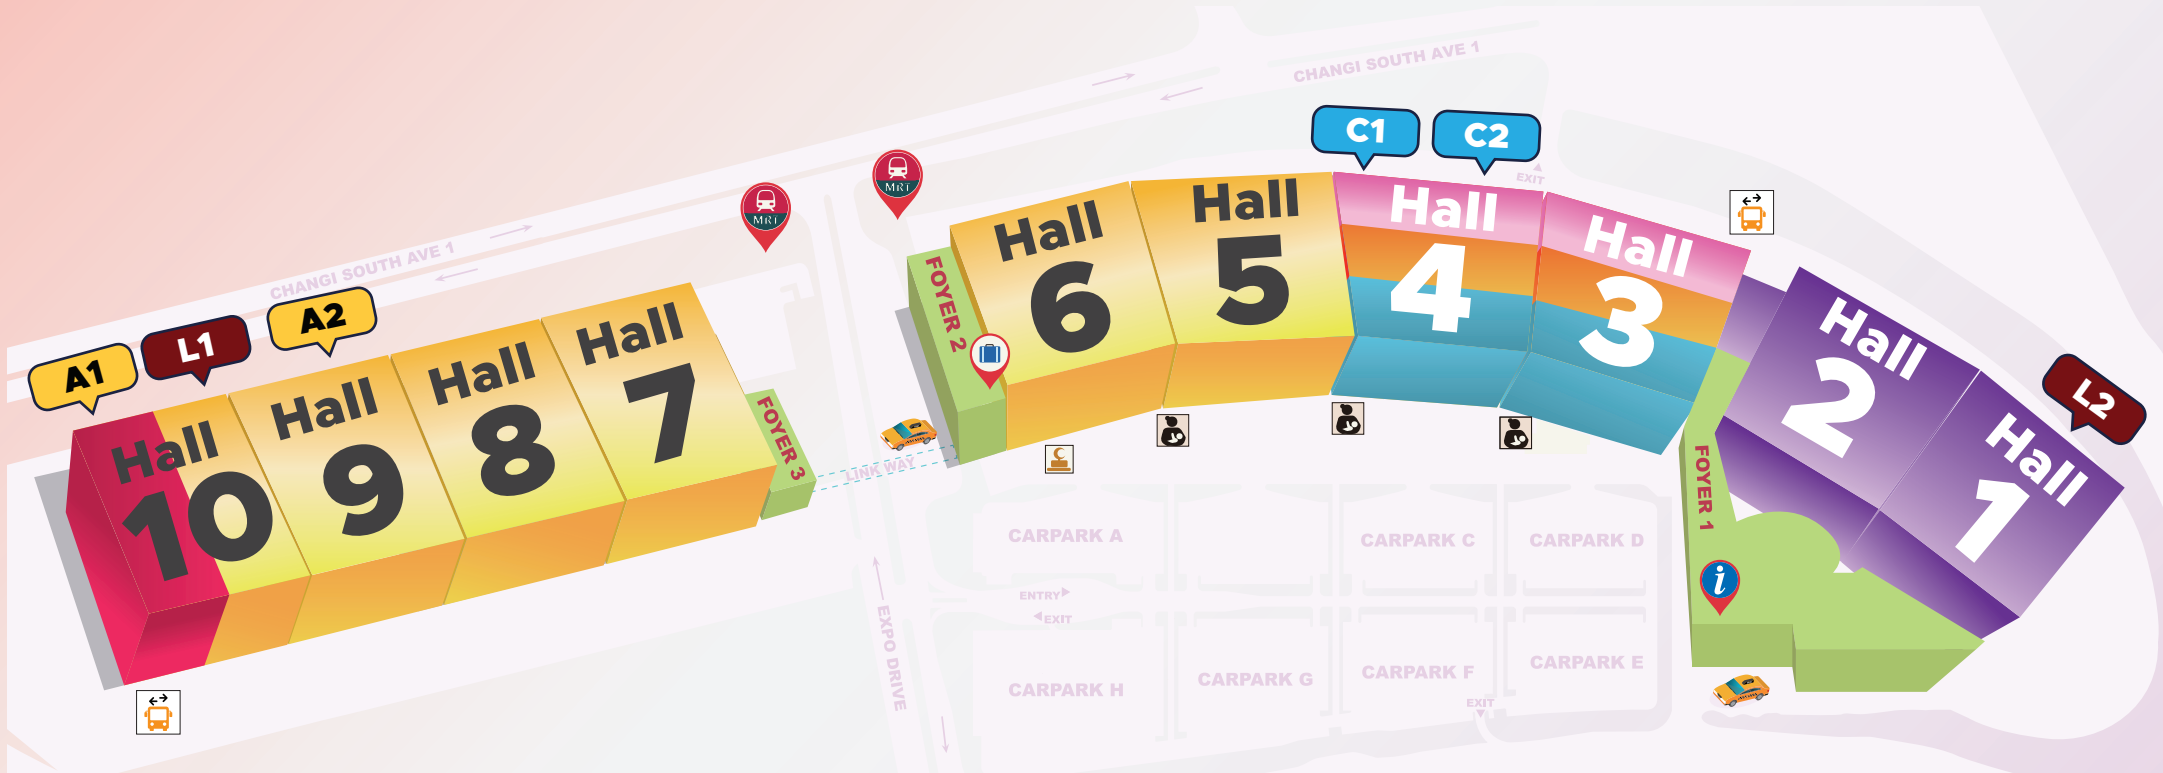 CHANGI SOUTH AVE 1
CHANGI SOUTH AVE 1
A1
L1
A2
MRT
MRT
C1
C2
EXIT
L2
Hall
10
Hall
9
Hall
8
Hall
7
FOYER 3
LINK WAY
FOYER 2
Hall
6
Hall
5
Hall
4
Hall
3
Hall
2
Hall
1
FOYER 1
i
CARPARK A
CARPARK C
CARPARK D
ENTRY
EXIT
EXPO DRIVE
CARPARK H
CARPARK G
CARPARK F
CARPARK E
EXIT